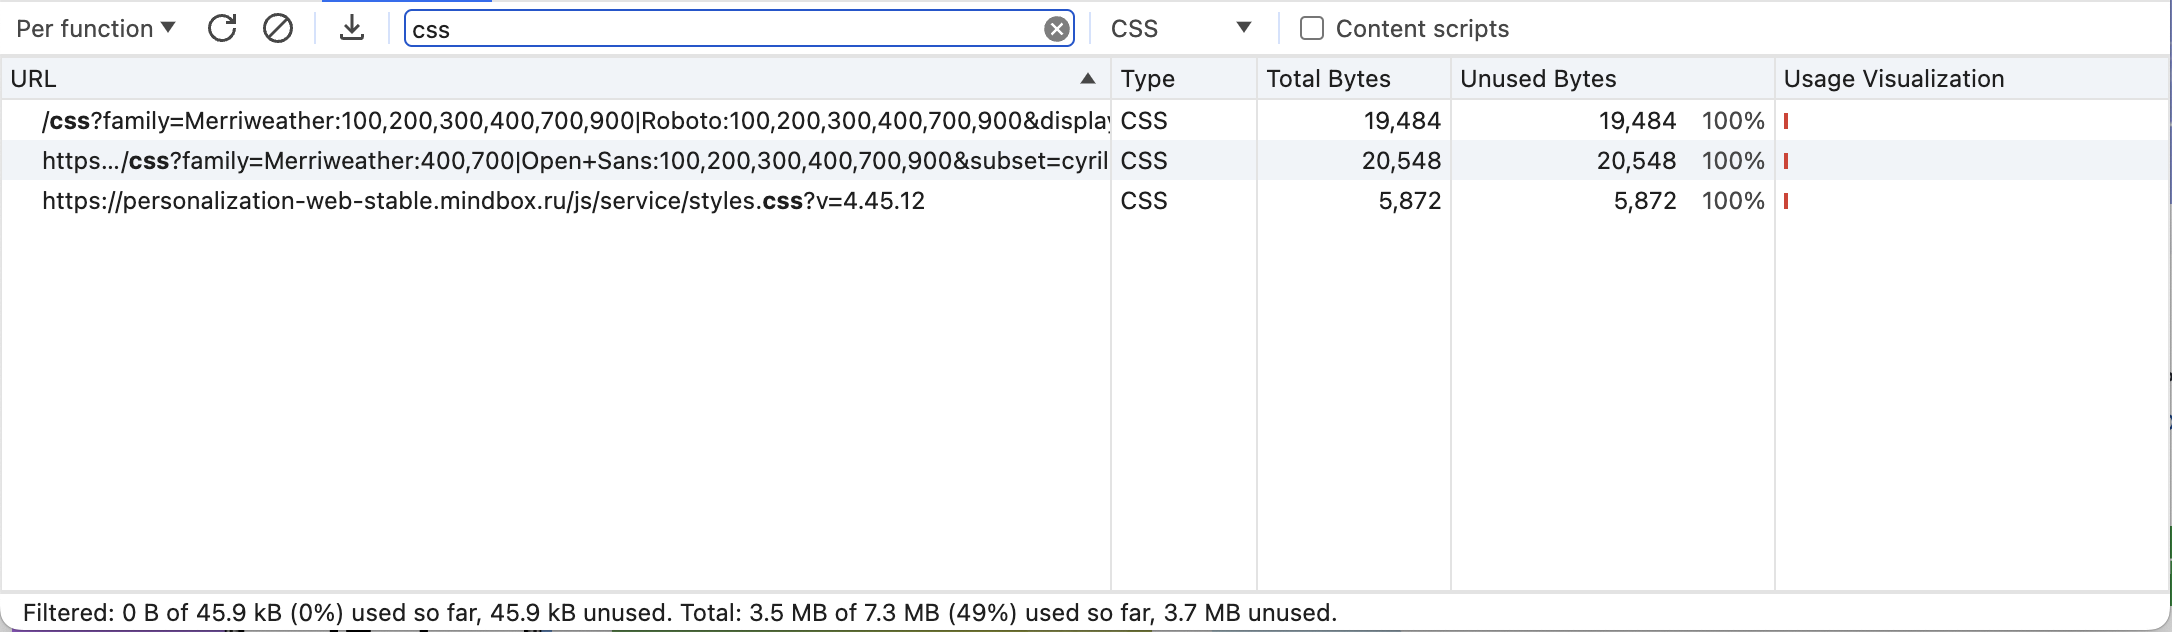 Per function css CSS Content scripts
URL Type Total Bytes Unused Bytes Usage Visualization
/css?family=Merriweather:100,200,300,400,700,900|Roboto:100,200,300,400,700,900&display CSS 19,484 19,484 100%
https.../css?family=Merriweather:400,700|Open+Sans:100,200,300,400,700,900&subset=cyril CSS 20,548 20,548 100%
https://personalization-web-stable.mindbox.ru/js/service/styles.css?v=4.45.12 CSS 5,872 5,872 100%
Filtered: 0 B of 45.9 kB (0%) used so far, 45.9 kB unused. Total: 3.5 MB of 7.3 MB (49%) used so far, 3.7 MB unused.